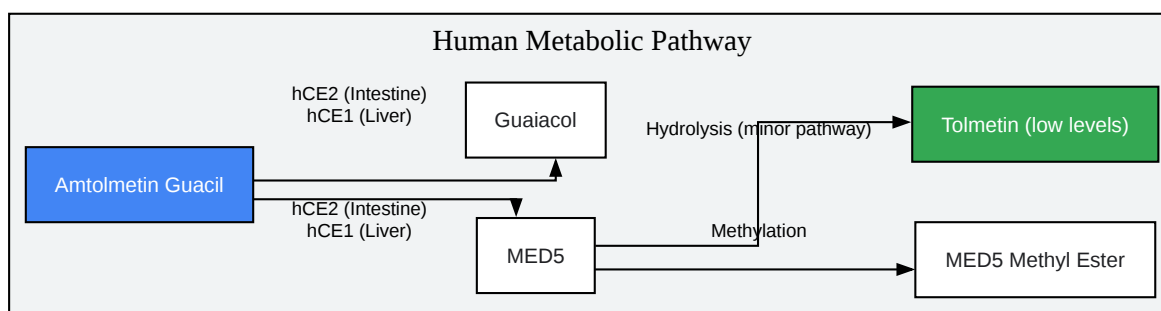 Human Metabolic Pathway
hCE2 (Intestine)
hCE1 (Liver)
Guaiacol
Hydrolysis (minor pathway)
Tolmetin (low levels)
Amtolmetin Guacil
hCE2 (Intestine)
hCE1 (Liver)
MED5
Methylation
MED5 Methyl Ester